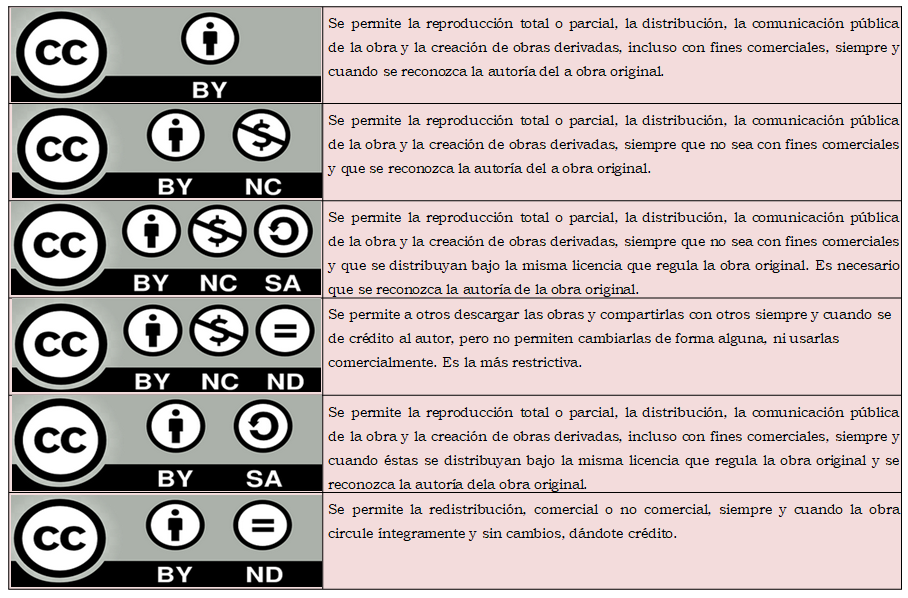 CC
BY
Se permite la reproducción total o parcial, la distribución, la comunicación pública
de la obra y la creación de obras derivadas, incluso con fines comerciales, siempre y
cuando se reconozca la autoría del a obra original.
CC $
BY NC
Se permite la reproducción total o parcial, la distribución, la comunicación pública
de la obra y la creación de obras derivadas, siempre que no sea con fines comerciales
y que se reconozca la autoría del a obra original.
CC $
BY NC SA
Se permite la reproducción total o parcial, la distribución, la comunicación pública
de la obra y la creación de obras derivadas, siempre que no sea con fines comerciales
y que se distribuyan bajo la misma licencia que regula la obra original. Es necesario
que se reconozca la autoría de la obra original.
CC $ =
BY NC ND
Se permite a otros descargar las obras y compartirlas con otros siempre y cuando se
de crédito al autor, pero no permiten cambiarlas de forma alguna, ni usarlas
comercialmente. Es la más restrictiva.
CC
BY SA
Se permite la reproducción total o parcial, la distribución, la comunicación pública
de la obra y la creación de obras derivadas, incluso con fines comerciales, siempre y
cuando éstas se distribuyan bajo la misma licencia que regula la obra original y se
reconozca la autoría dela obra original.
CC =
BY ND
Se permite la redistribución, comercial o no comercial, siempre y cuando la obra
circule íntegramente y sin cambios, dándote crédito.